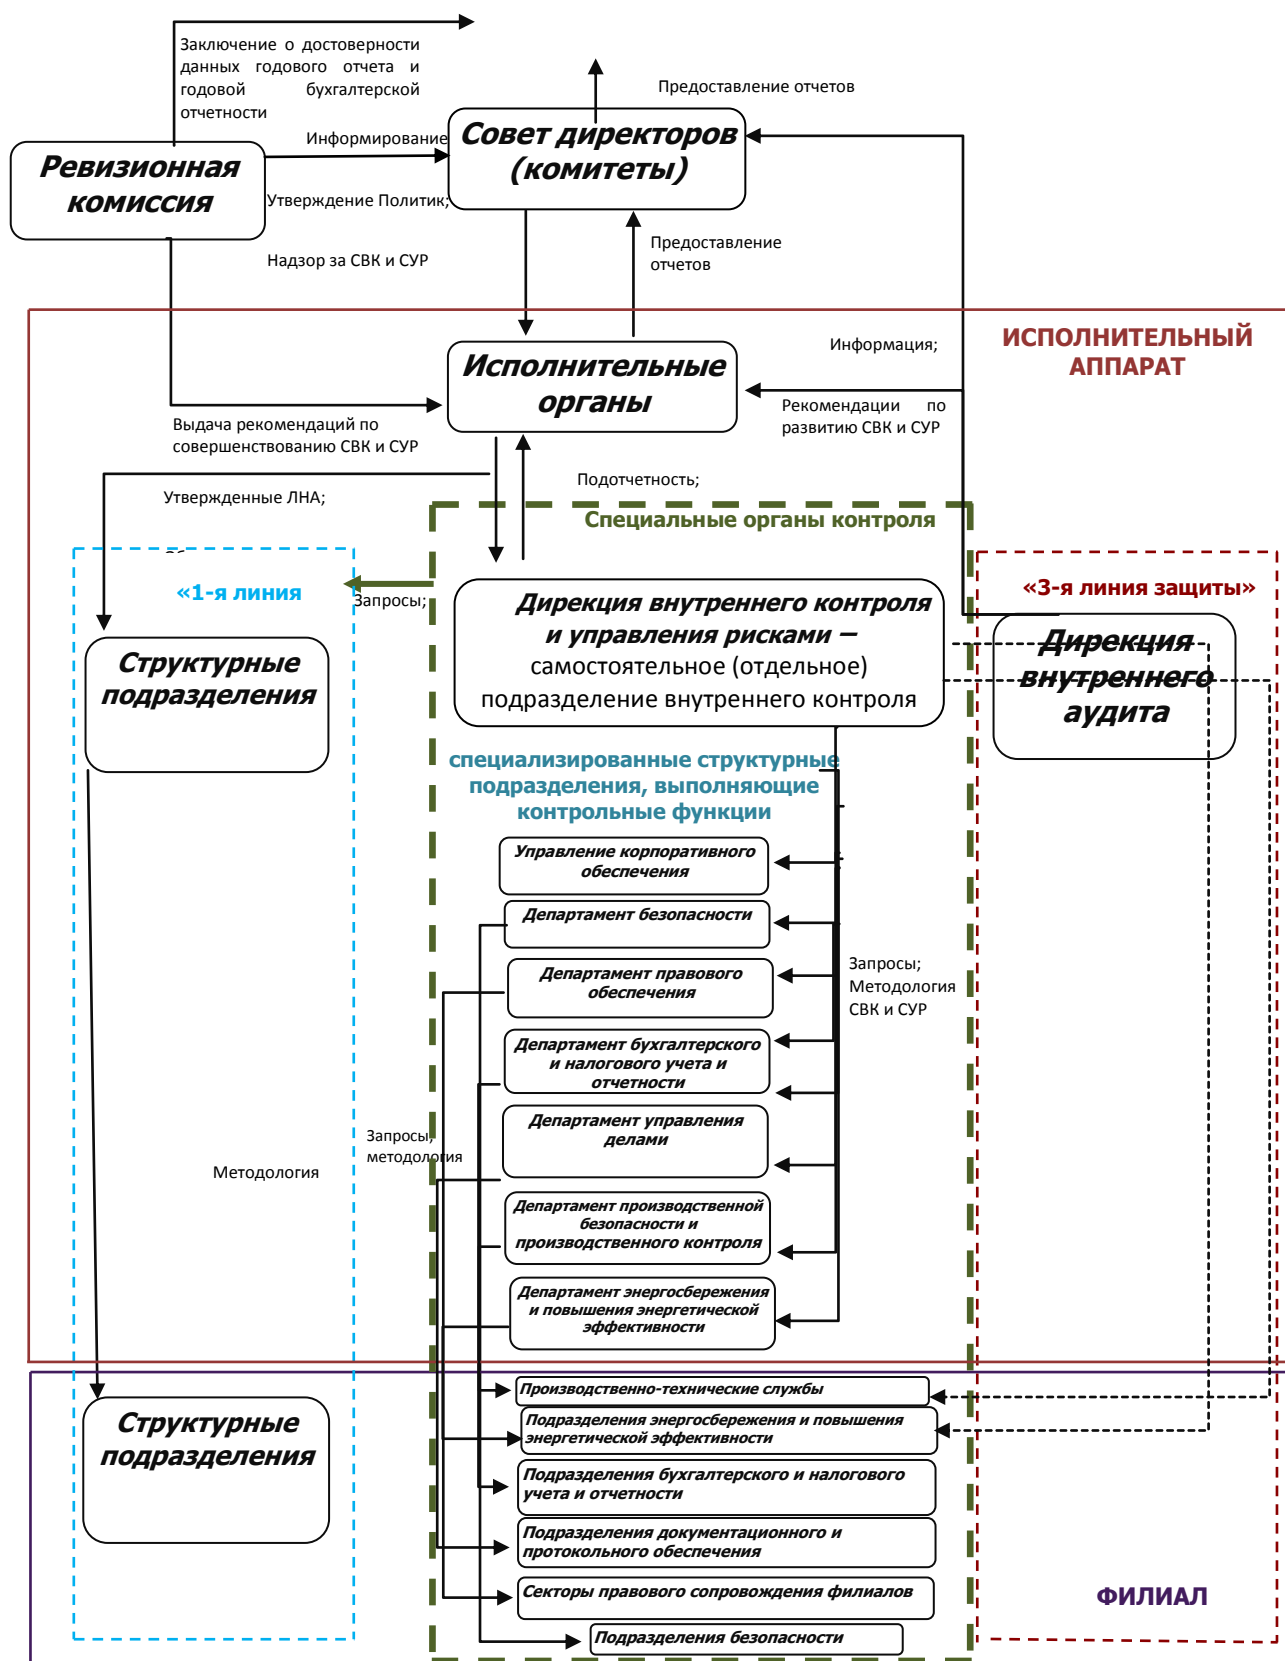 Заключение о достоверности
данных годового отчета и
годовой бухгалтерской
отчетности
Предоставление отчетов
Информирование
Совет директоров
(комитеты)
Ревизионная
комиссия
Утверждение Политик;
Надзор за СВК и СУР
Предоставление
отчетов
ИСПОЛНИТЕЛЬНЫЙ
АППАРАТ
Информация;
Исполнительные
органы
Рекомендации по
развитию СВК и СУР
Выдача рекомендаций по
совершенствованию СВК и СУР
Подотчетность;
Утвержденные ЛНА;
Специальные органы контроля
«1-я линия
Запросы;
«3-я линия защиты»
Дирекция внутреннего контроля
и управления рисками –
самостоятельное (отдельное)
подразделение внутреннего контроля
Структурные
подразделения
Дирекция
внутреннего
аудита
специализированные структурные
подразделения, выполняющие
контрольные функции
Управление корпоративного
обеспечения
Департамент безопасности
Департамент правового
обеспечения
Запросы;
Методология
СВК и СУР
Департамент бухгалтерского
и налогового учета и
отчетности
Департамент управления
делами
Запросы;
методология
Методология
Департамент производственной
безопасности и
производственного контроля
Департамент энергосбережения
и повышения энергетической
эффективности
Производственно-технические службы
Структурные
подразделения
Подразделения энергосбережения и повышения
энергетической эффективности
Подразделения бухгалтерского и налогового
учета и отчетности
Подразделения документационного и
протокольного обеспечения
Секторы правового сопровождения филиалов
ФИЛИАЛ
Подразделения безопасности